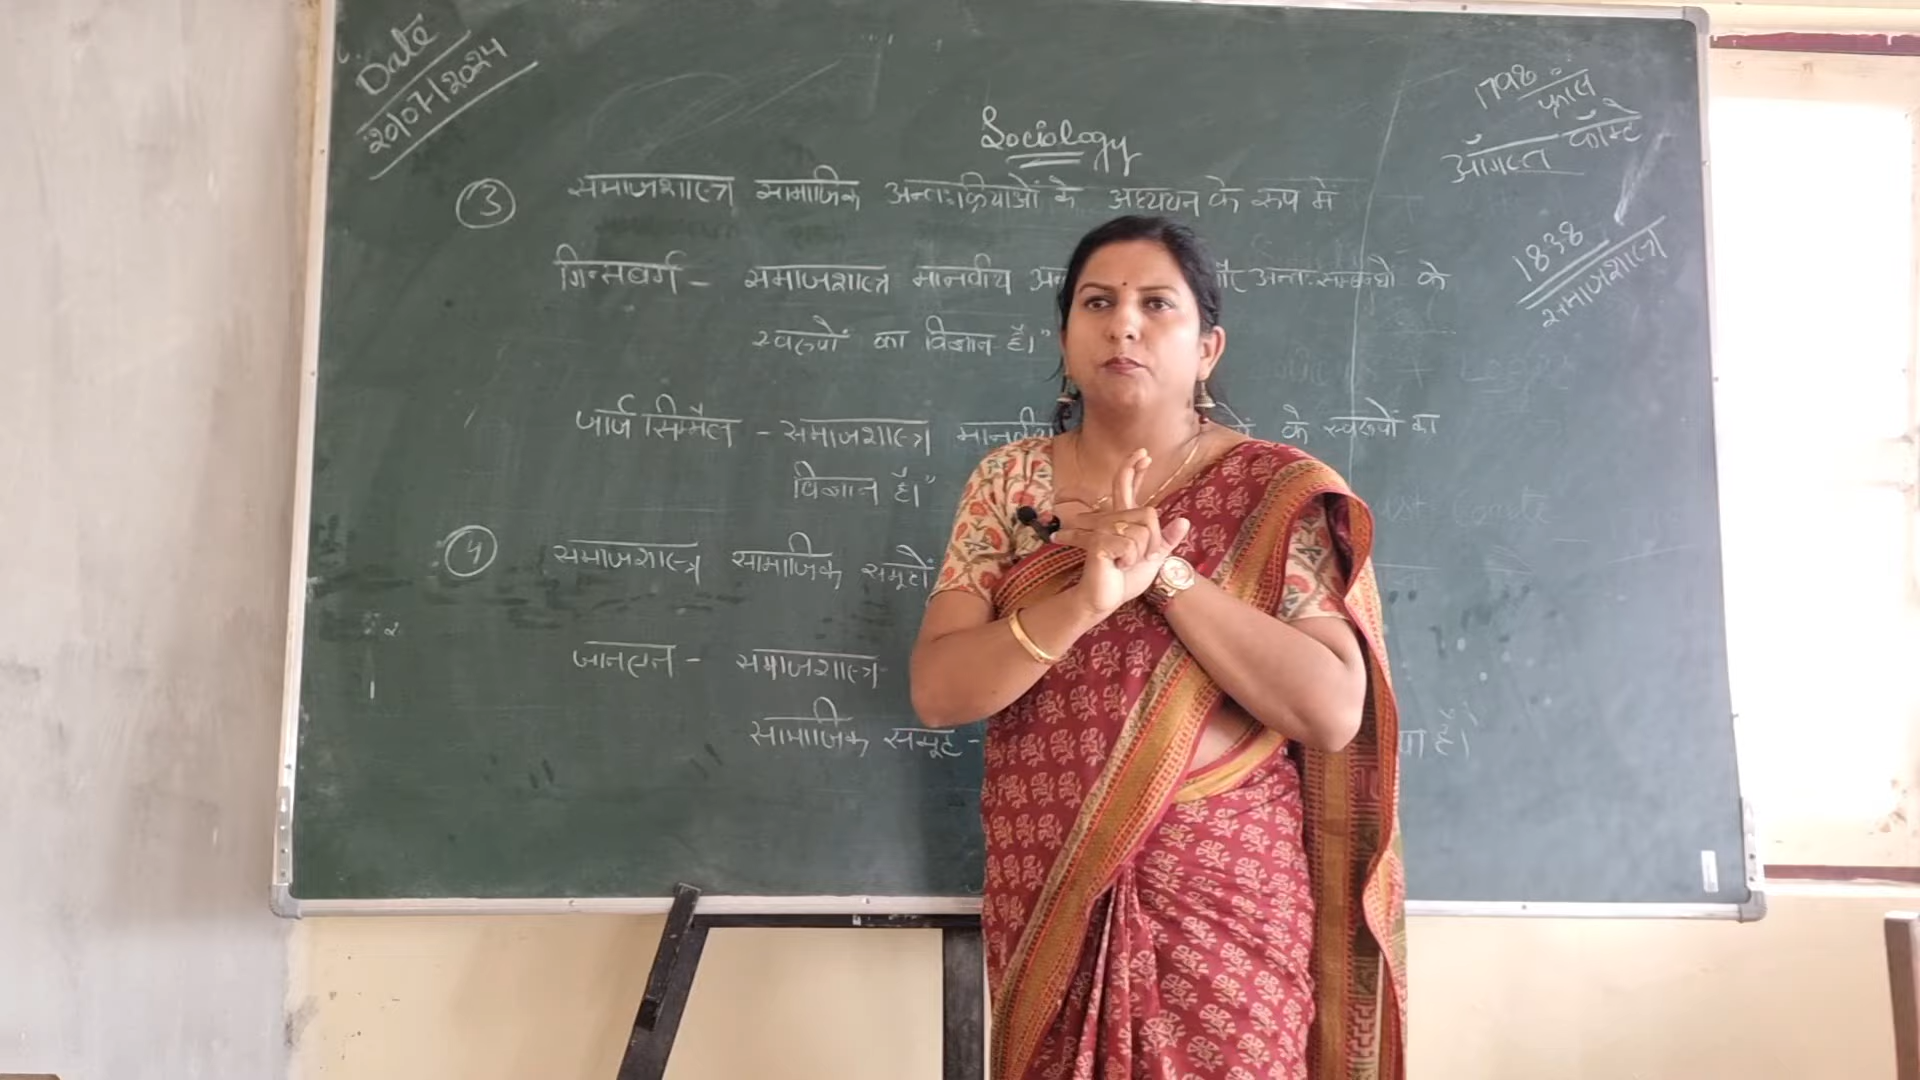 Date
20/07/2024
Sociology
1798
फ्रांस
ऑगस्त कॉम्टे
1838
समाजशास्त्र
③ समाजशास्त्र सामाजिक अन्तःक्रियाओं के अध्ययन के रूप में
गिन्सबर्ग - समाजशास्त्र मानवीय अन्तःसम्बन्धों के
स्वरूपों का विज्ञान है।"
जार्ज सिम्मैल - समाजशास्त्र मानवीय के स्वरूपों का
विज्ञान है।"
④ समाजशास्त्र सामाजिक समूहों
जानसन - समाजशास्त्र
सामाजिक समूह - है।